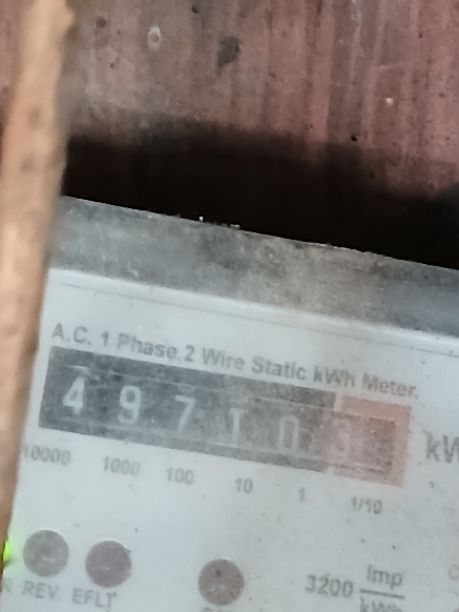 A.C. 1 Phase 2 Wire Static kWh Meter.
4 9 7 1 0 3
10000 1000 100 10 1 1/10
REV EFLT
3200 Imp